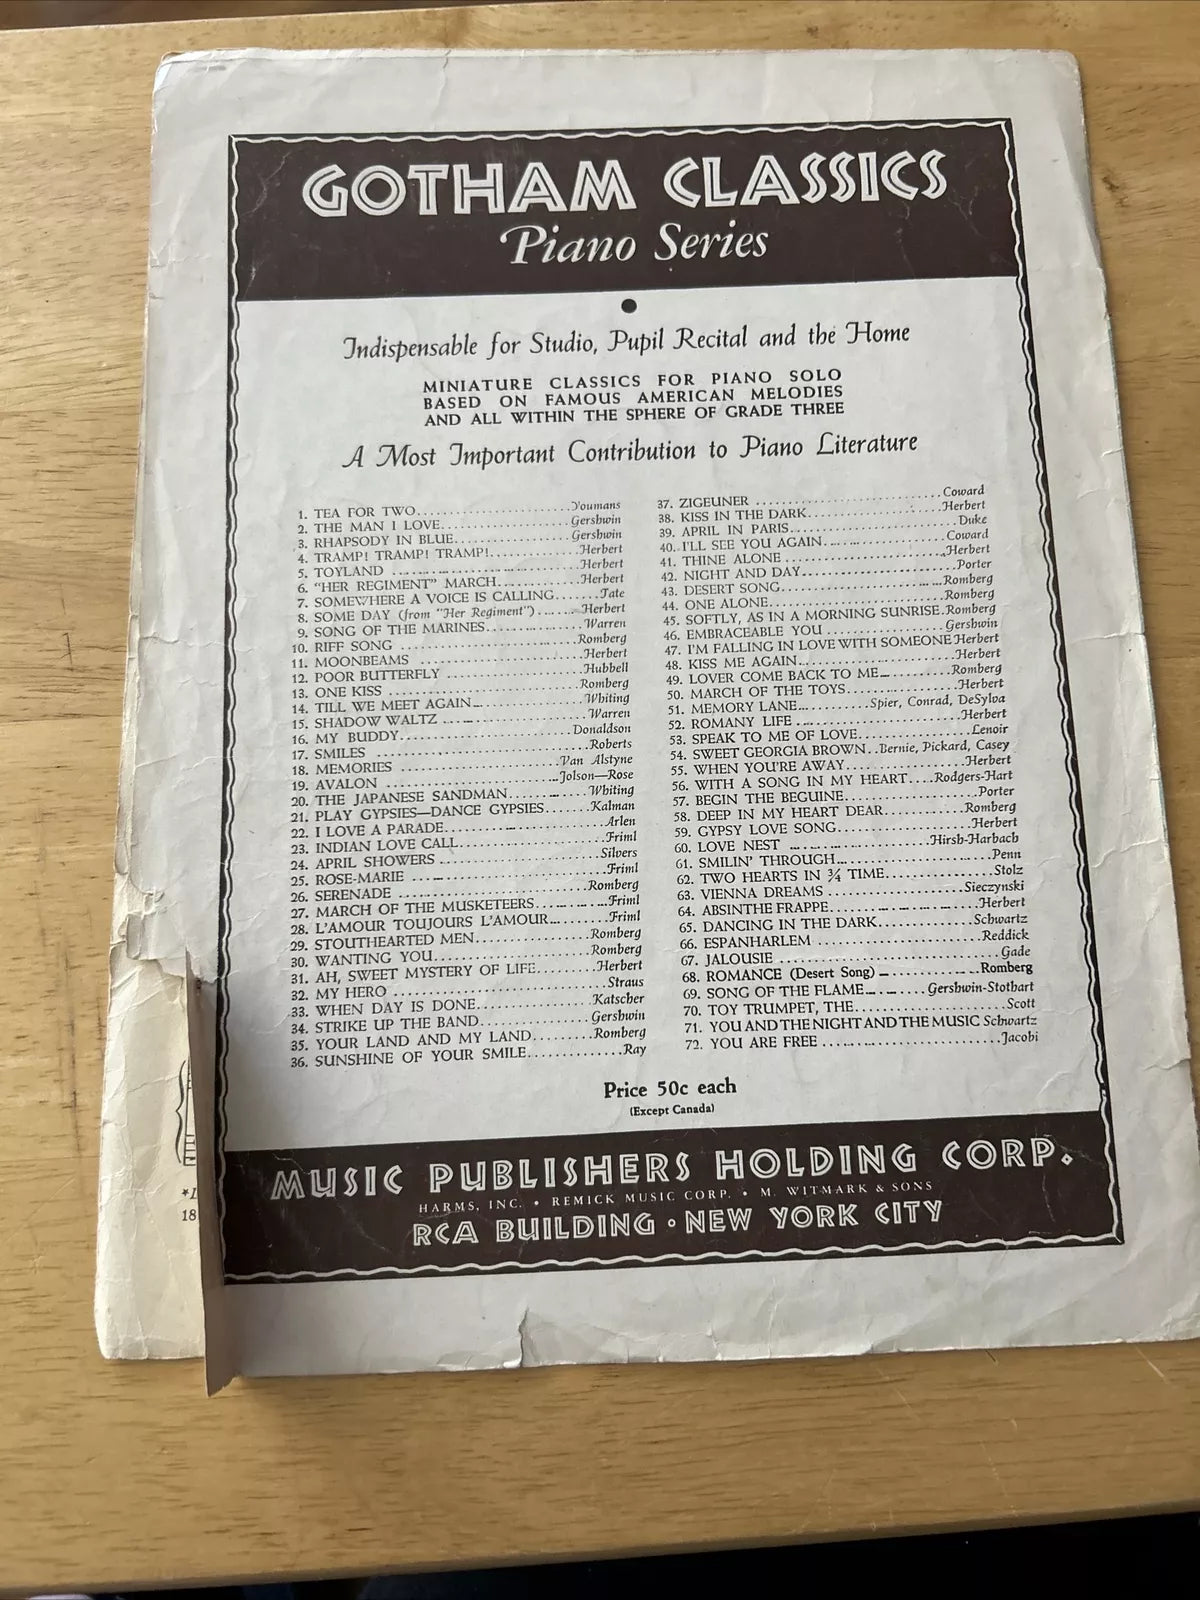 GOTHAM CLASSICS
Piano Series
Indispensable for Studio, Pupil Recital and the Home
MINIATURE CLASSICS FOR PIANO SOLO
BASED ON FAMOUS AMERICAN MELODIES
AND ALL WITHIN THE SPHERE OF GRADE THREE
A Most Important Contribution to Piano Literature
1. TEA FOR TWO Youmans
2. THE MAN I LOVE Gershwin
3. RHAPSODY IN BLUE Gershwin
4. TRAMP! TRAMP! TRAMP! Herbert
5. TOYLAND Herbert
6. "HER REGIMENT" MARCH Herbert
7. SOMEWHERE A VOICE IS CALLING Tate
8. SOME DAY (from "Her Regiment") Herbert
9. SONG OF THE MARINES Warren
10. RIFF SONG Romberg
11. MOONBEAMS Herbert
12. POOR BUTTERFLY Hubbell
13. ONE KISS Romberg
14. TILL WE MEET AGAIN Whiting
15. SHADOW WALTZ Warren
16. MY BUDDY Donaldson
17. SMILES Roberts
18. MEMORIES Van Alstyne
19. AVALON Jolson—Rose
20. THE JAPANESE SANDMAN Whiting
21. PLAY GYPSIES—DANCE GYPSIES Kalman
22. I LOVE A PARADE Arlen
23. INDIAN LOVE CALL Friml
24. APRIL SHOWERS Silvers
25. ROSE-MARIE Friml
26. SERENADE Romberg
27. MARCH OF THE MUSKETEERS Friml
28. L'AMOUR TOUJOURS L'AMOUR Friml
29. STOUTHEARTED MEN Romberg
30. WANTING YOU Romberg
31. AH, SWEET MYSTERY OF LIFE Herbert
32. MY HERO Straus
33. WHEN DAY IS DONE Katscher
34. STRIKE UP THE BAND Gershwin
35. YOUR LAND AND MY LAND Romberg
36. SUNSHINE OF YOUR SMILE Ray
37. ZIGEUNER Coward
38. KISS IN THE DARK Herbert
39. APRIL IN PARIS Duke
40. I'LL SEE YOU AGAIN Coward
41. THINE ALONE Herbert
42. NIGHT AND DAY Porter
43. DESERT SONG Romberg
44. ONE ALONE Romberg
45. SOFTLY, AS IN A MORNING SUNRISE Romberg
46. EMBRACEABLE YOU Gershwin
47. I'M FALLING IN LOVE WITH SOMEONE Herbert
48. KISS ME AGAIN Herbert
49. LOVER COME BACK TO ME Romberg
50. MARCH OF THE TOYS Herbert
51. MEMORY LANE Spier, Conrad, DeSylva
52. ROMANY LIFE Herbert
53. SPEAK TO ME OF LOVE Lenoir
54. SWEET GEORGIA BROWN Bernie, Pickard, Casey
55. WHEN YOU'RE AWAY Herbert
56. WITH A SONG IN MY HEART Rodgers-Hart
57. BEGIN THE BEGUINE Porter
58. DEEP IN MY HEART DEAR Romberg
59. GYPSY LOVE SONG Herbert
60. LOVE NEST Hirsh-Harbach
61. SMILIN' THROUGH Penn
62. TWO HEARTS IN ¾ TIME Stolz
63. VIENNA DREAMS Sieczynski
64. ABSINTHE FRAPPE Herbert
65. DANCING IN THE DARK Schwartz
66. ESPANHARLEM Reddick
67. JALOUSIE Gade
68. ROMANCE (Desert Song) Romberg
69. SONG OF THE FLAME Gershwin-Stothart
70. TOY TRUMPET, THE Scott
71. YOU AND THE NIGHT AND THE MUSIC Schwartz
72. YOU ARE FREE Jacobi
Price 50c each
(Except Canada)
MUSIC PUBLISHERS HOLDING CORP.
HARMS, INC. • REMICK MUSIC CORP. • M. WITMARK & SONS
RCA BUILDING • NEW YORK CITY
18